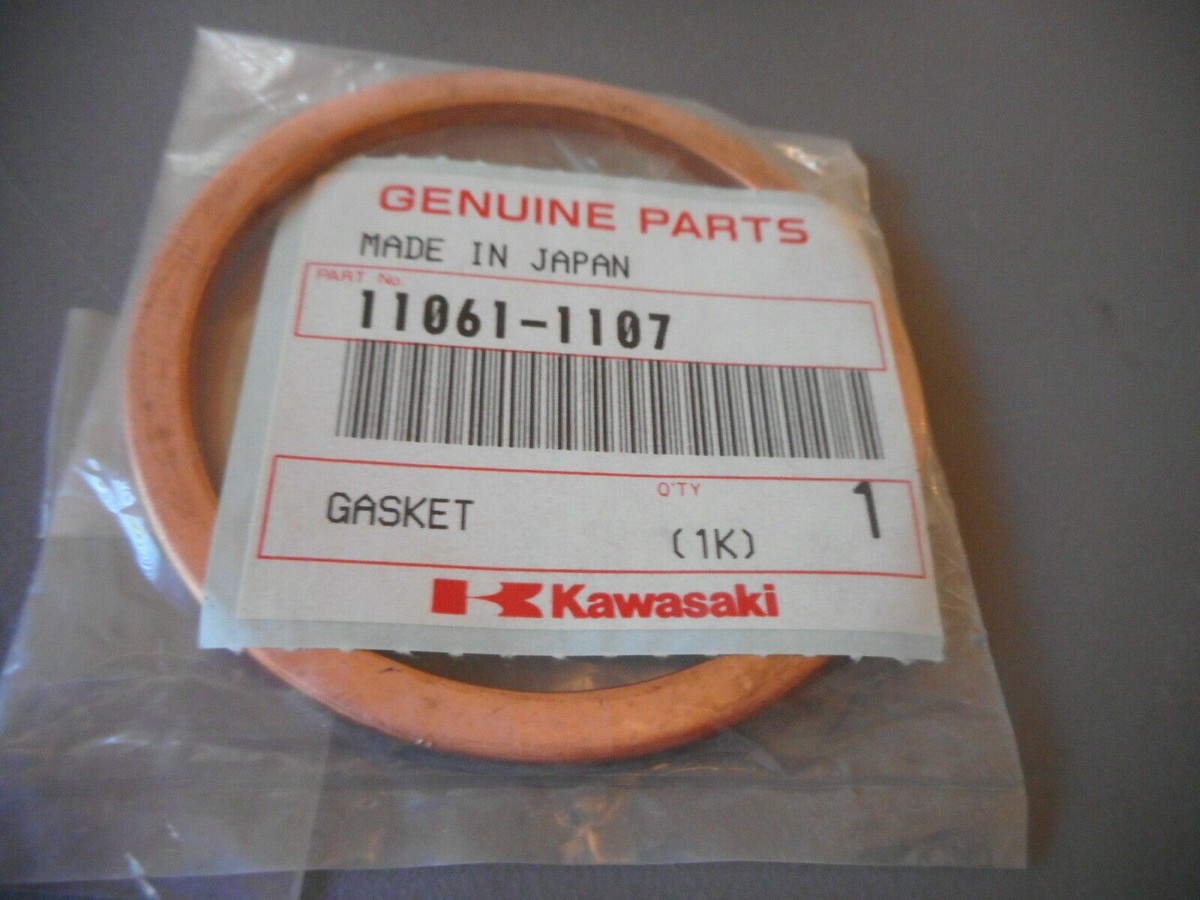 GENUINE PARTS
MADE IN JAPAN
PART No.
11061-1107
GASKET
Q'TY
(1K)
1
Kawasaki